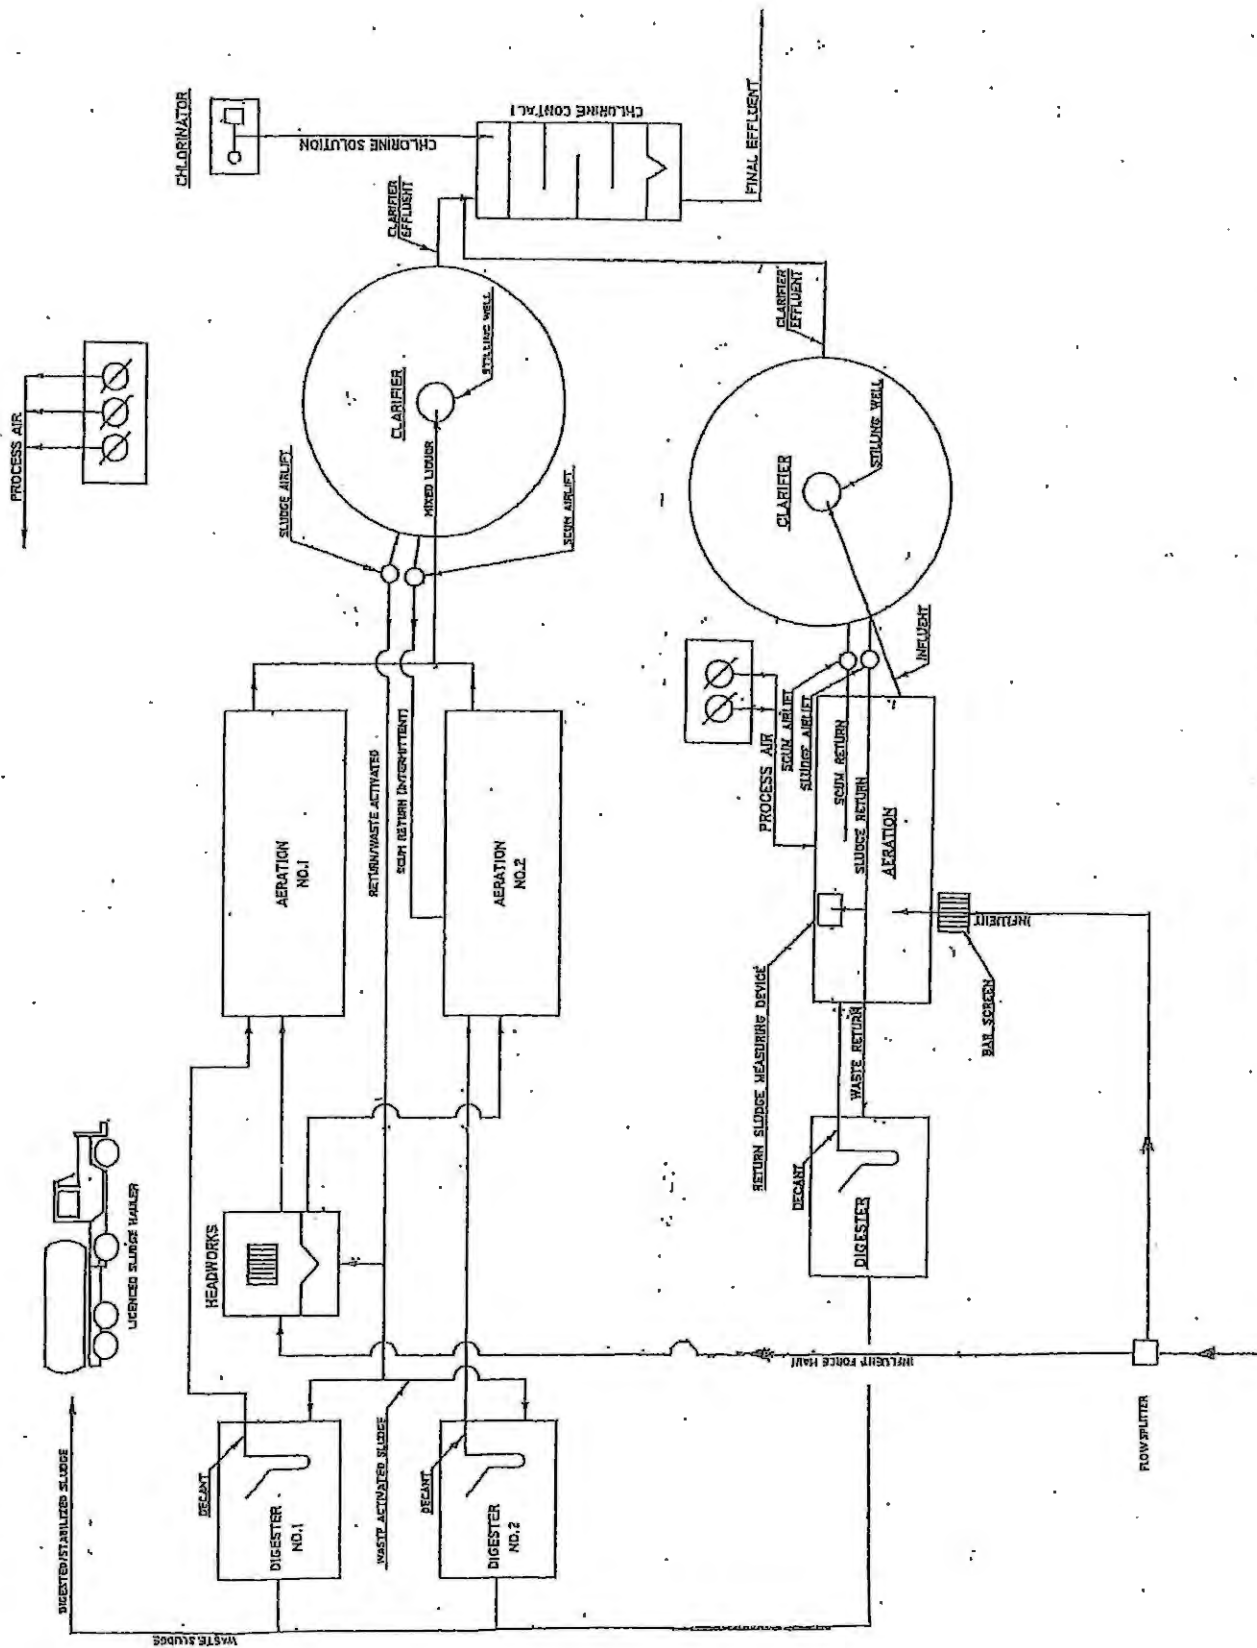 CHLORINATOR
CHLORINE SOLUTION
CHLORINE CONTACT
FINAL EFFLUENT
CLARIFIER
EFFLUENT
PROCESS AIR
CLARIFIER
STILLING WELL
SLUDGE AIRLIFT
MIXED LIQUOR
SCUM AIRLIFT
CLARIFIER
EFFLUENT
CLARIFIER
STILLING WELL
INFLUENT
SCUM AIRLIFT
SLUDGE AIRLIFT
PROCESS AIR
SCUM RETURN
SLUDGE RETURN
AERATION
AERATION
NO.1
RETURN/WASTE ACTIVATED
SCUM RETURN (INTERMITTENT)
AERATION
NO.2
INFLUENT
BAR SCREEN
RETURN SLUDGE MEASURING DEVICE
WASTE RETURN
DECANT
DIGESTER
HEADWORKS
LICENCED SLUDGE HAULER
INFLUENT FORCE MAIN
FLOW SPLITTER
DIGESTED/STABILIZED SLUDGE
DECANT
DIGESTER
NO.1
WASTE ACTIVATED SLUDGE
DECANT
DIGESTER
NO.2
WASTE SLUDGE